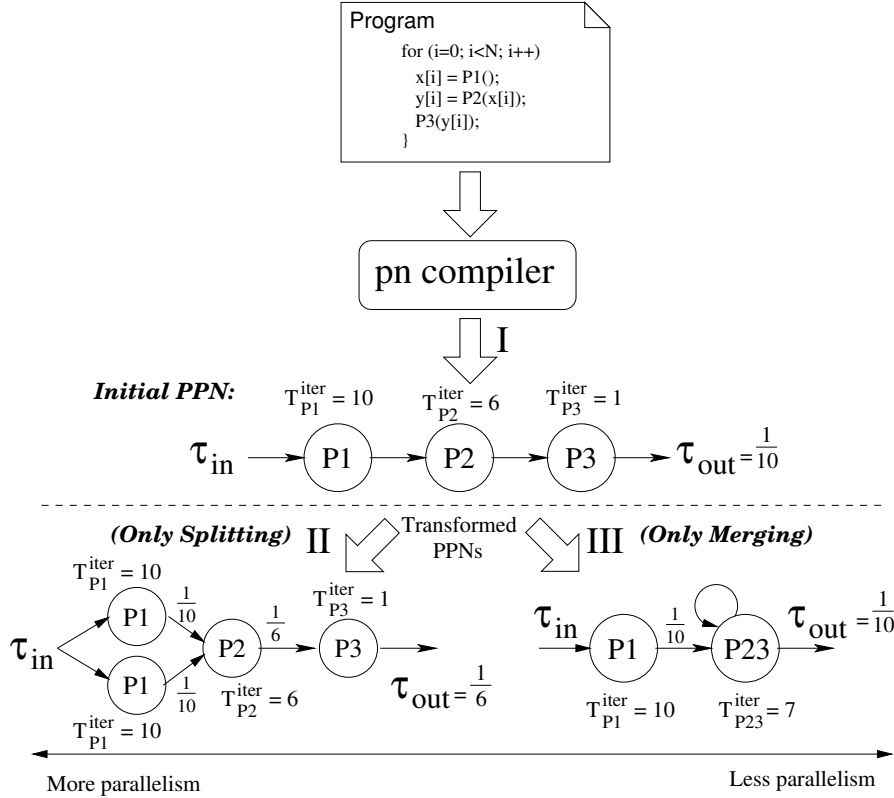 Program
for (i=0; i<N; i++)
x[i] = P1();
y[i] = P2(x[i]);
P3(y[i]);
}
pn compiler
I
Initial PPN:
T_P1^iter = 10
T_P2^iter = 6
T_P3^iter = 1
τ_in
P1
P2
P3
τ_out = 1/10
(Only Splitting)
II
Transformed
PPNs
III
(Only Merging)
T_P1^iter = 10
P1
1/10
τ_in
P1
1/10
T_P1^iter = 10
P2
T_P2^iter = 6
1/6
T_P3^iter = 1
P3
τ_out = 1/6
τ_in
P1
T_P1^iter = 10
1/10
P23
T_P23^iter = 7
τ_out = 1/10
More parallelism
Less parallelism